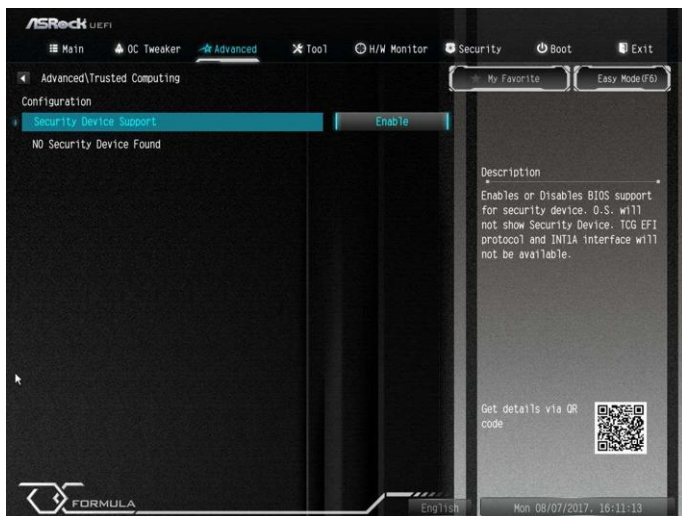 ASRock UEFI
Main OC Tweaker Advanced Tool H/W Monitor Security Boot Exit
Advanced\Trusted Computing
My Favorite Easy Mode(F6)
Configuration
Security Device Support Enable
NO Security Device Found
Description
Enables or Disables BIOS support
for security device. O.S. will
not show Security Device. TCG EFI
protocol and INT1A interface will
not be available.
Get details via QR
code
FORMULA
English
Mon 08/07/2017. 16:11:13